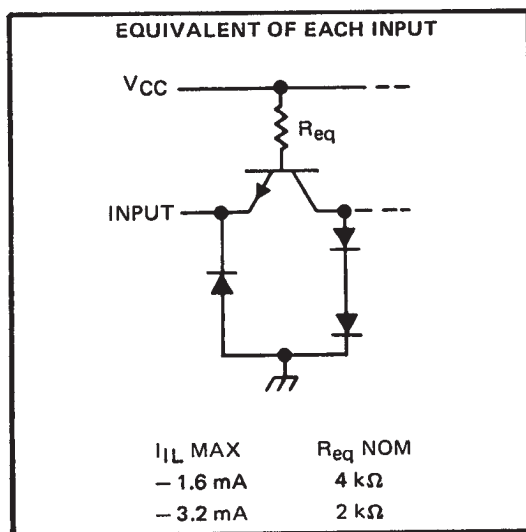 EQUIVALENT OF EACH INPUT
VCC
Req
INPUT
IIL MAX Req NOM
– 1.6 mA 4 kΩ
– 3.2 mA 2 kΩ